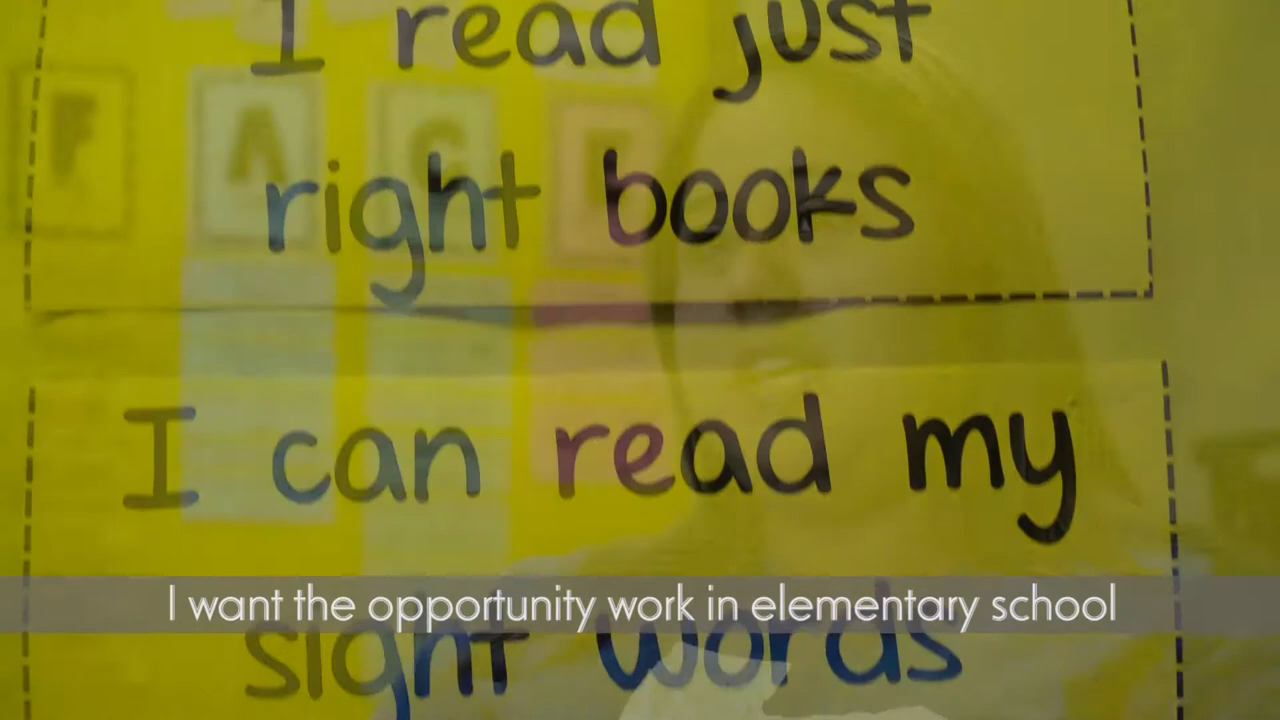 I read just
F A C E
right books
I can read my
I want the opportunity work in elementary school
sight words